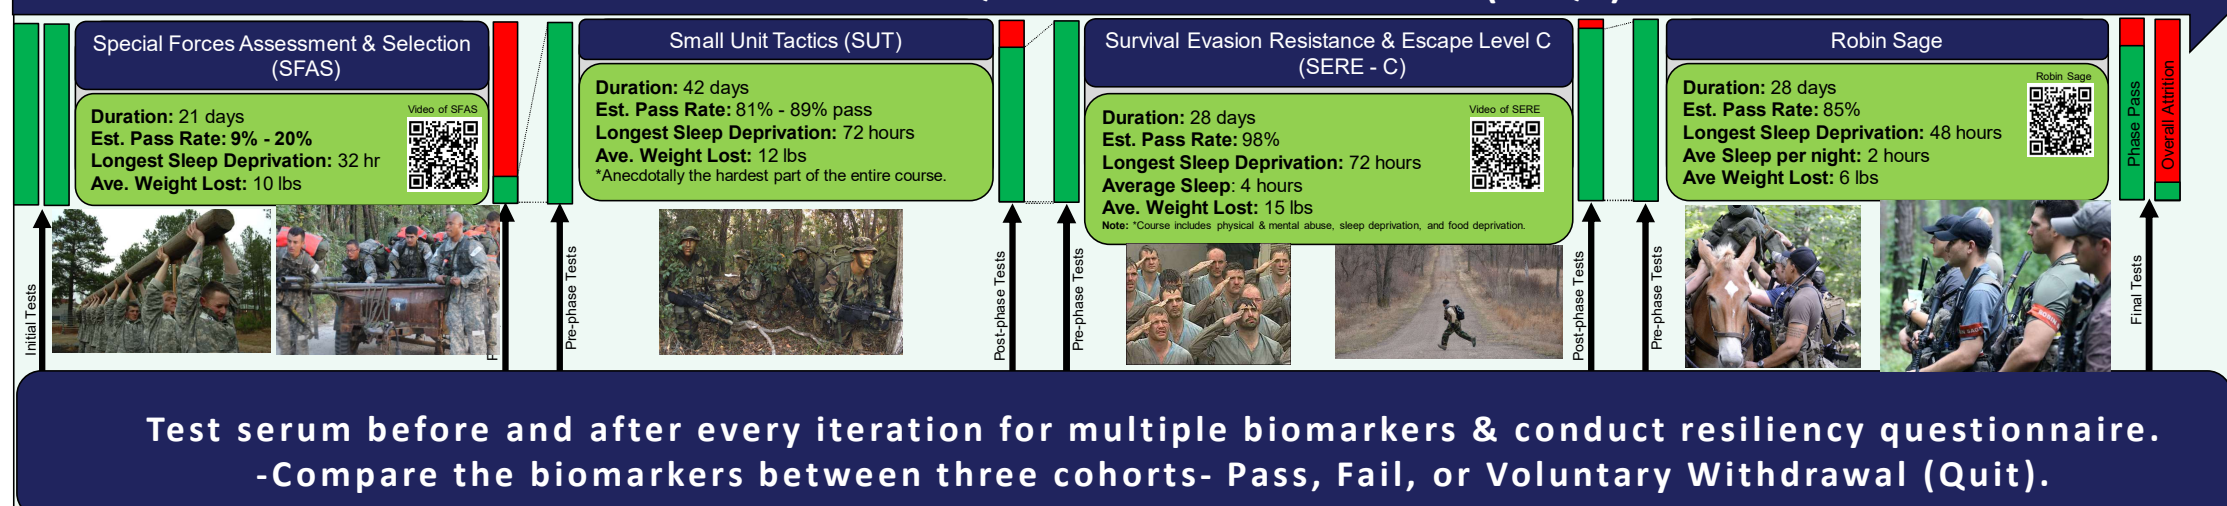 Special Forces Assessment & Selection
(SFAS)
Duration: 21 days
Est. Pass Rate: 9% - 20%
Longest Sleep Deprivation: 32 hr
Ave. Weight Lost: 10 lbs
Video of SFAS
Small Unit Tactics (SUT)
Duration: 42 days
Est. Pass Rate: 81% - 89% pass
Longest Sleep Deprivation: 72 hours
Ave. Weight Lost: 12 lbs
*Anecdotally the hardest part of the entire course.
Survival Evasion Resistance & Escape Level C
(SERE - C)
Duration: 28 days
Est. Pass Rate: 98%
Longest Sleep Deprivation: 72 hours
Average Sleep: 4 hours
Ave. Weight Lost: 15 lbs
Note: *Course includes physical & mental abuse, sleep deprivation, and food deprivation.
Video of SERE
Robin Sage
Duration: 28 days
Est. Pass Rate: 85%
Longest Sleep Deprivation: 48 hours
Ave Sleep per night: 2 hours
Ave Weight Lost: 6 lbs
Robin Sage
Phase Pass
Overall Attrition
Initial Tests
Pre-phase Tests
Post-phase Tests
Pre-phase Tests
Post-phase Tests
Pre-phase Tests
Final Tests
Test serum before and after every iteration for multiple biomarkers & conduct resiliency questionnaire.
-Compare the biomarkers between three cohorts- Pass, Fail, or Voluntary Withdrawal (Quit).